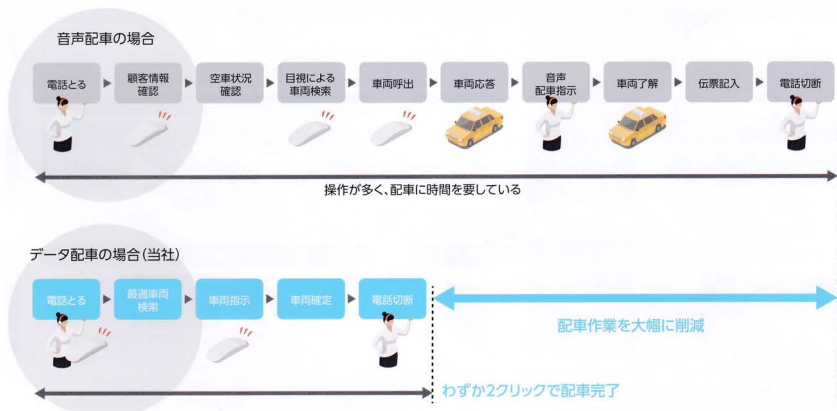 音声配車の場合
電話とる
顧客情報
確認
空車状況
確認
目視による
車両検索
車両呼出
車両応答
音声
配車指示
車両了解
伝票記入
電話切断
操作が多く、配車に時間を要している
データ配車の場合(当社)
電話とる
最適車両
検索
車両指示
車両確定
電話切断
配車作業を大幅に削減
わずか2クリックで配車完了